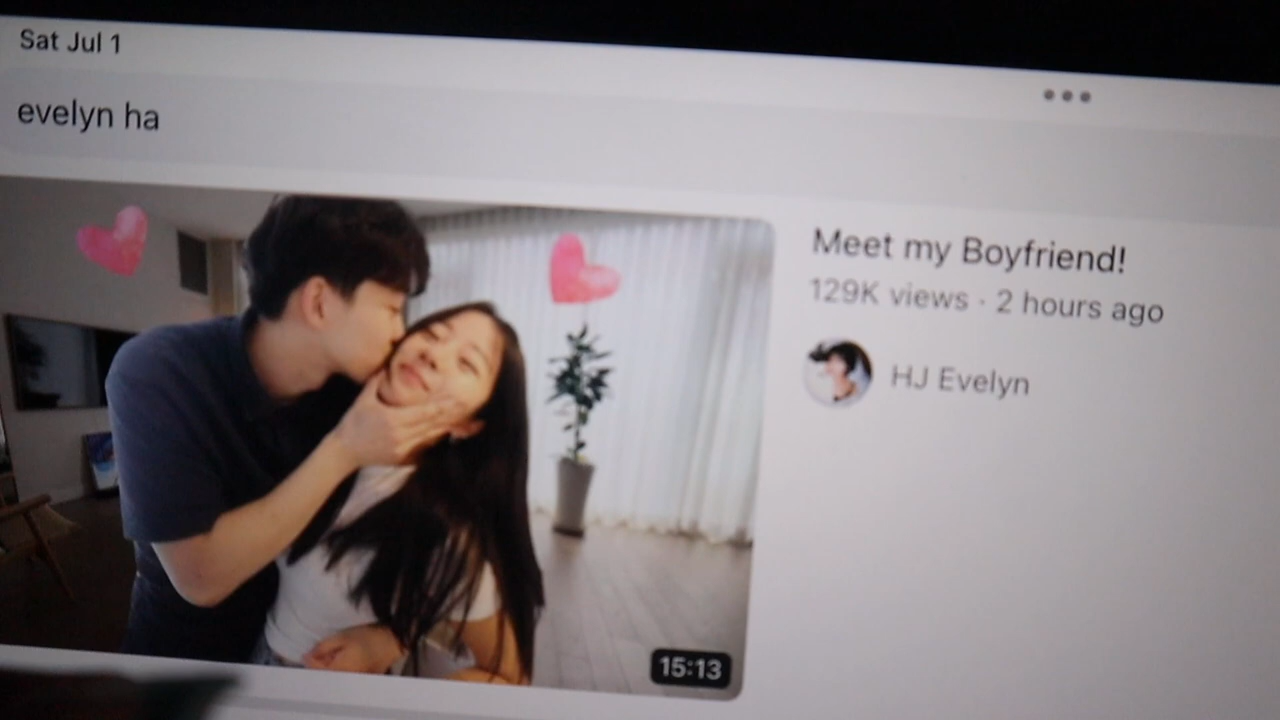 Sat Jul 1
evelyn ha
Meet my Boyfriend!
129K views · 2 hours ago
HJ Evelyn
15:13